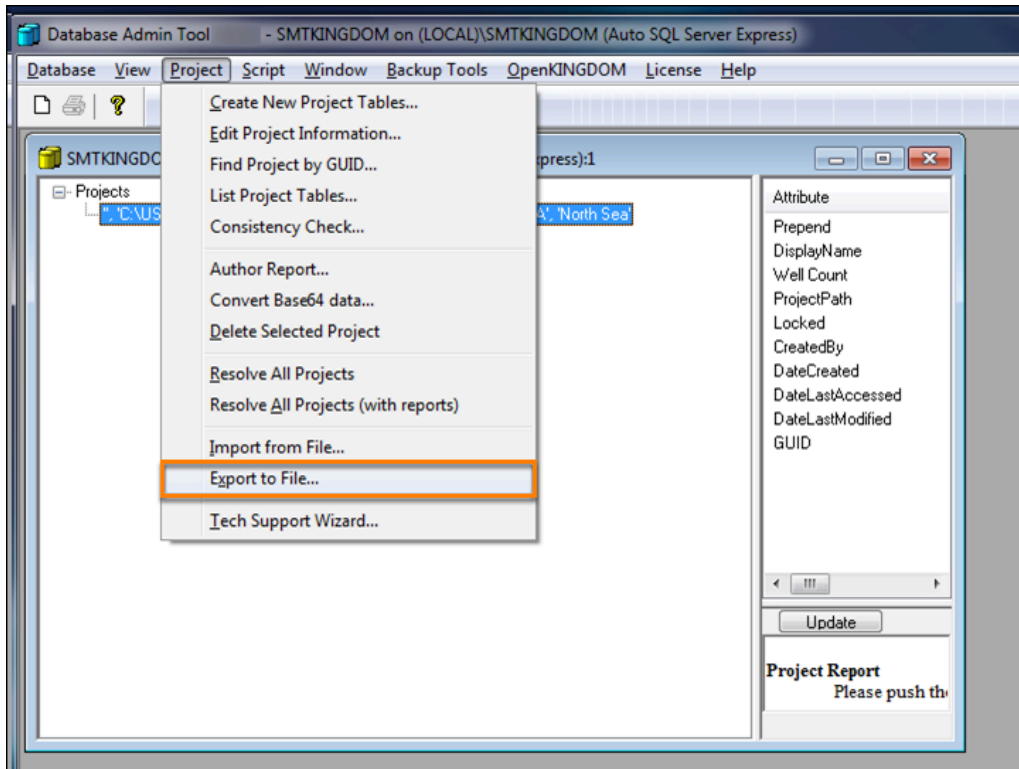 Database Admin Tool - SMTKINGDOM on (LOCAL)\SMTKINGDOM (Auto SQL Server Express)
Database View Project Script Window Backup Tools OpenKINGDOM License Help
Create New Project Tables...
Edit Project Information...
Find Project by GUID...
List Project Tables...
Consistency Check...
Author Report...
Convert Base64 data...
Delete Selected Project
Resolve All Projects
Resolve All Projects (with reports)
Import from File...
Export to File...
Tech Support Wizard...
SMTKINGDO press):1
Projects
'', 'C:\US A', 'North Sea'
Attribute
Prepend
DisplayName
Well Count
ProjectPath
Locked
CreatedBy
DateCreated
DateLastAccessed
DateLastModified
GUID
Update
Project Report
Please push th